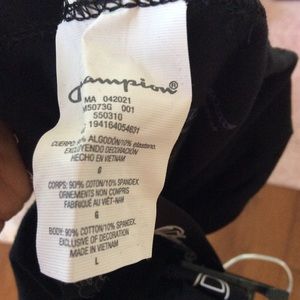 Champion®
MA 042021
M5073G 001
550310
194164054631
CUERPO: 90% ALGODÓN/10% elastano.
EXCLUYENDO DECORACIÓN
HECHO EN VIETNAM
G
CORPS: 90% COTON/10% SPANDEX
ORNEMENTS NON COMPRIS
FABRIQUÉ AU VIÊT-NAM
G
BODY: 90% COTTON/10% SPANDEX
EXCLUSIVE OF DECORATION
MADE IN VIETNAM
L